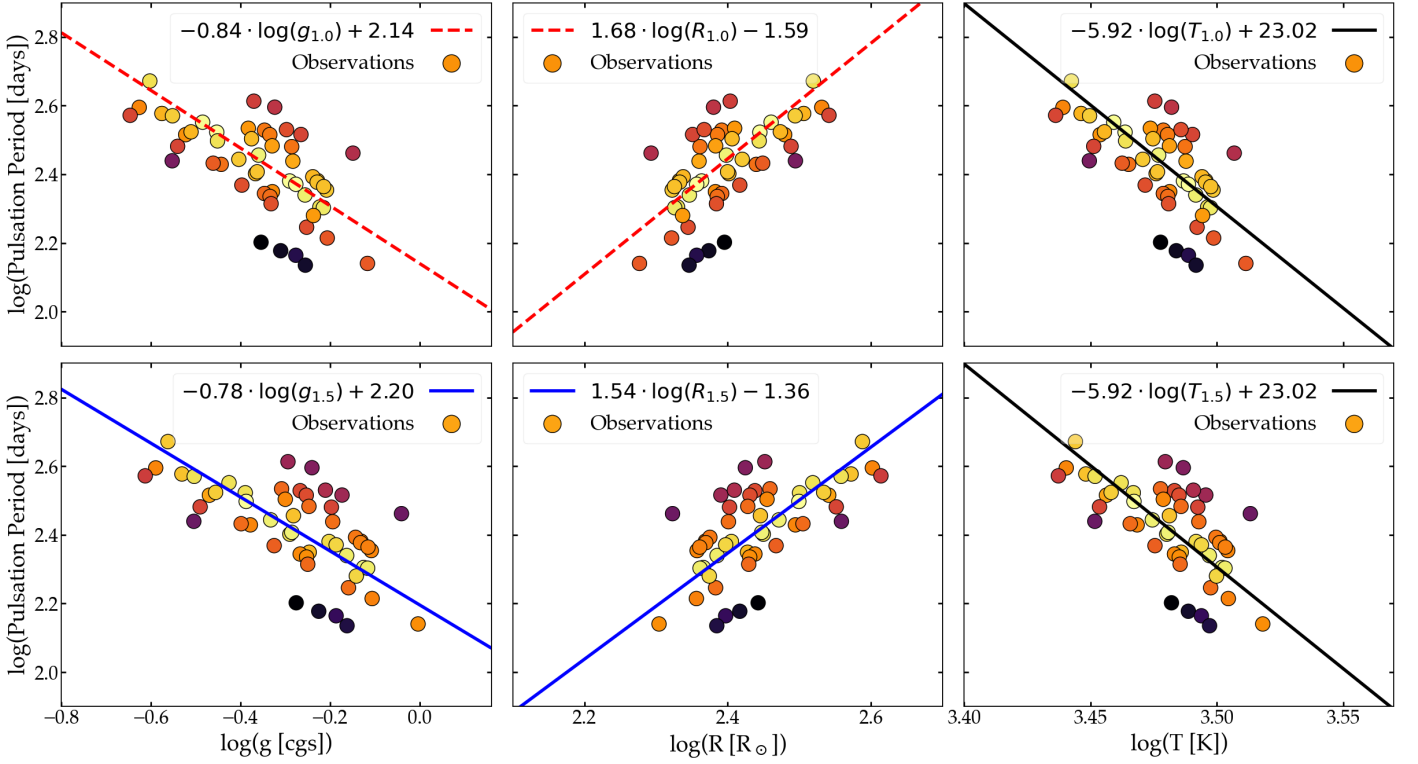 log(Pulsation Period [days])
2.8
2.6
2.4
2.2
2.0
−0.84 · log(g₁.₀) + 2.14
Observations
1.68 · log(R₁.₀) − 1.59
Observations
−5.92 · log(T₁.₀) + 23.02
Observations
log(Pulsation Period [days])
2.8
2.6
2.4
2.2
2.0
−0.78 · log(g₁.₅) + 2.20
Observations
1.54 · log(R₁.₅) − 1.36
Observations
−5.92 · log(T₁.₅) + 23.02
Observations
−0.8 −0.6 −0.4 −0.2 0.0
2.2 2.4 2.6
3.40 3.45 3.50 3.55
log(g [cgs])
log(R [R⊙])
log(T [K])